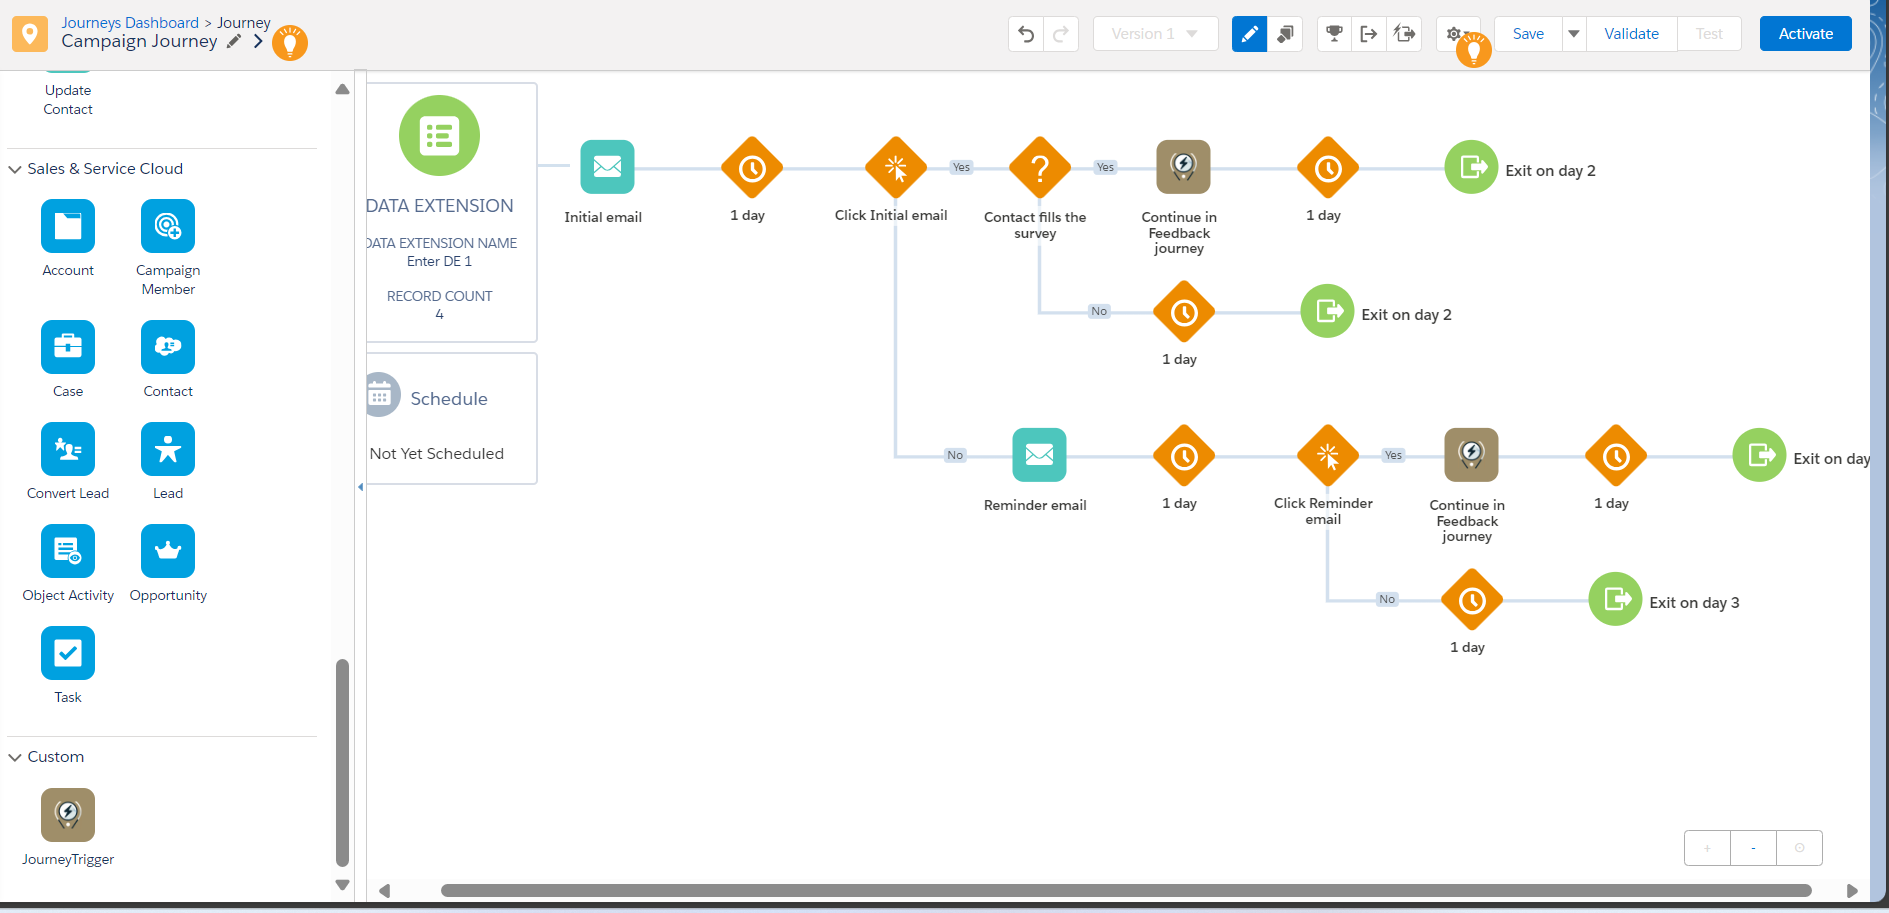 Journeys Dashboard > Journey
Campaign Journey
Version 1
Save
Validate
Test
Activate
Update
Contact
Sales & Service Cloud
Account
Campaign
Member
Case
Contact
Convert Lead
Lead
Object Activity
Opportunity
Task
Custom
JourneyTrigger
DATA EXTENSION
DATA EXTENSION NAME
Enter DE 1
RECORD COUNT
4
Schedule
Not Yet Scheduled
Initial email
1 day
Click Initial email
Yes
Contact fills the
survey
Yes
Continue in
Feedback
journey
1 day
Exit on day 2
No
1 day
Exit on day 2
No
Reminder email
1 day
Click Reminder
email
Yes
Continue in
Feedback
journey
1 day
Exit on day
No
1 day
Exit on day 3
+
-